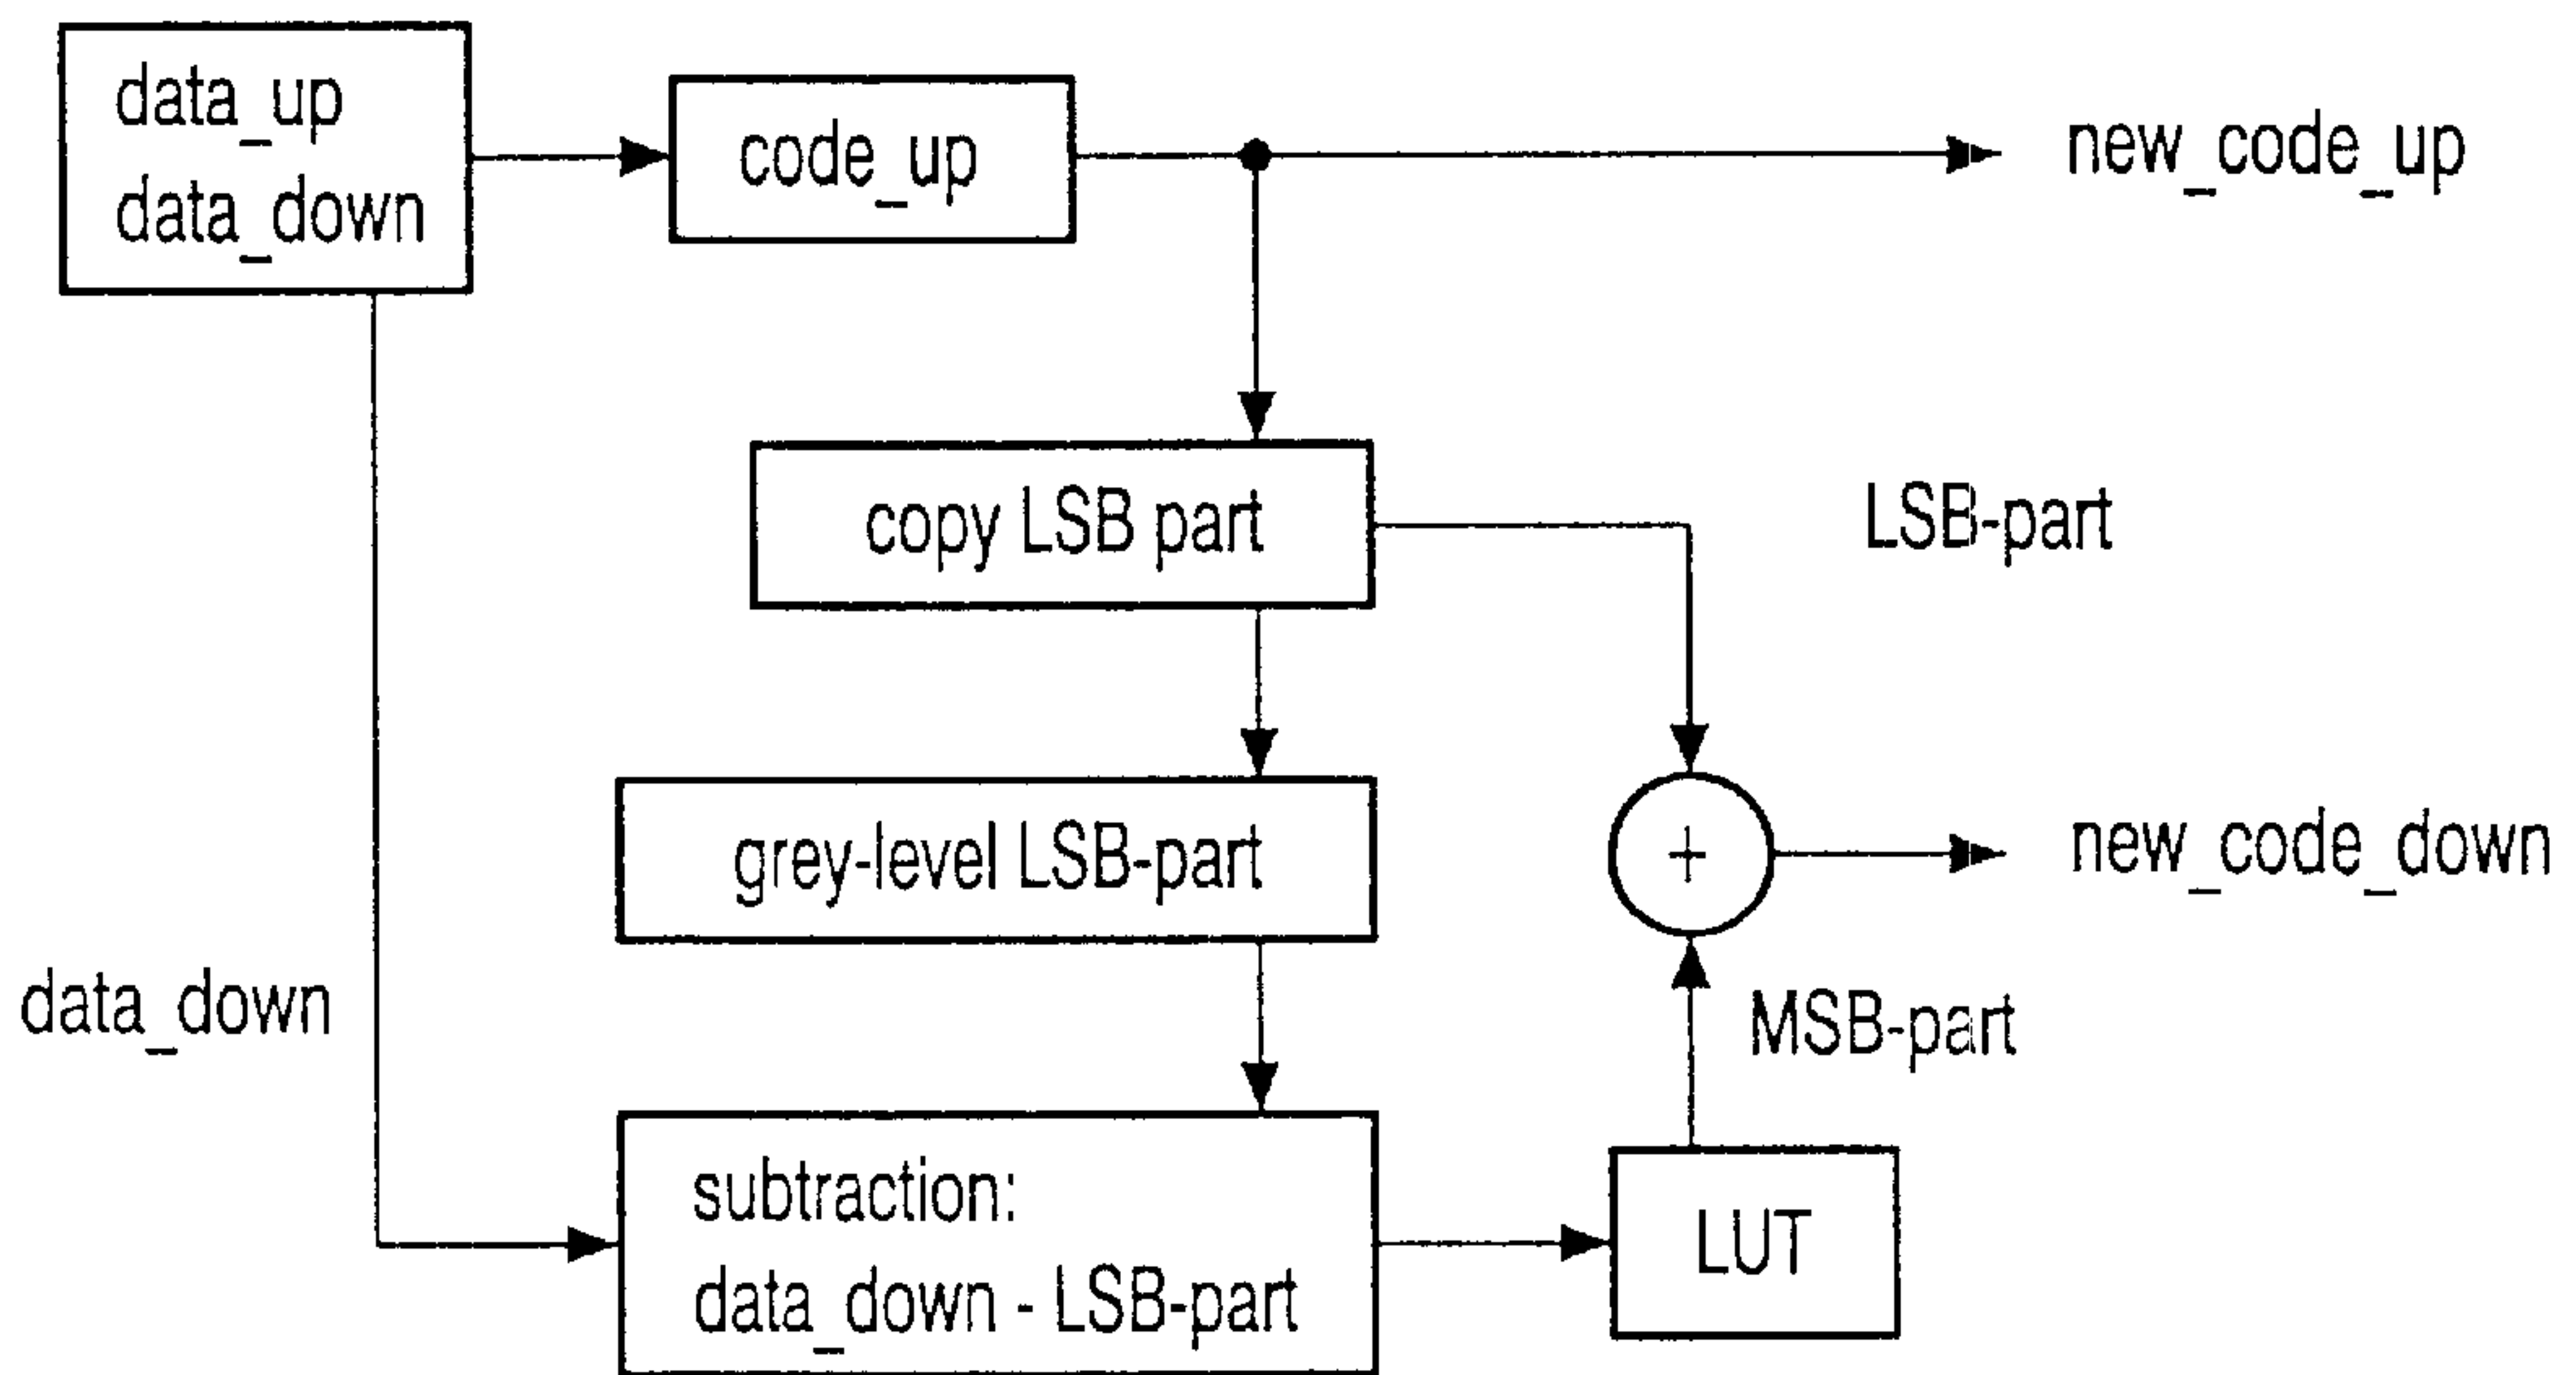 data_up
data_down
code_up
new_code_up
copy LSB part
LSB-part
grey-level LSB-part
+
new_code_down
data_down
MSB-part
subtraction:
data_down - LSB-part
LUT